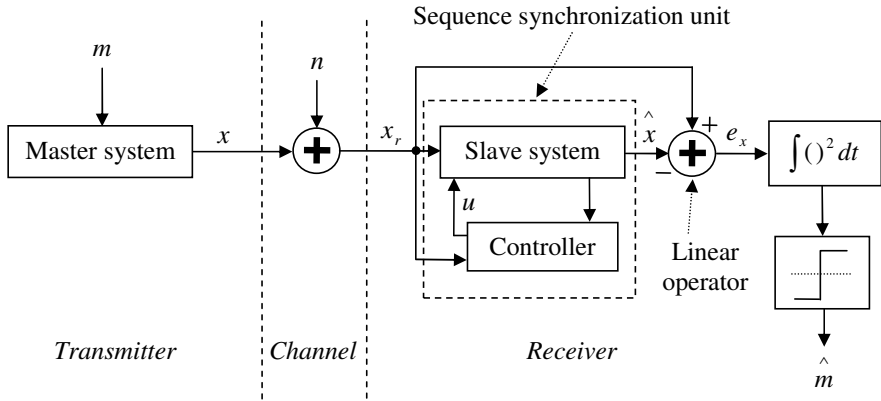 Sequence synchronization unit
m
n
Master system
x
+
x_r
Slave system
x̂
+
−
+
e_x
∫()² dt
u
Controller
Linear
operator
Transmitter
Channel
Receiver
m̂